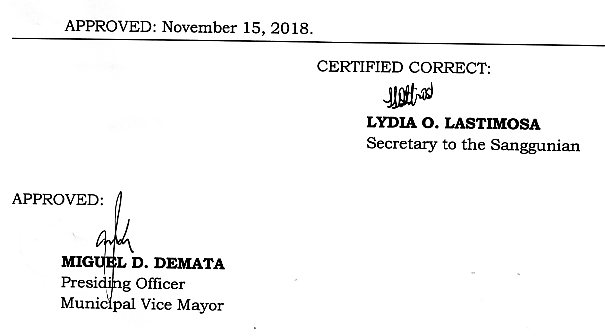 APPROVED: November 15, 2018.
CERTIFIED CORRECT:
LYDIA O. LASTIMOSA
Secretary to the Sanggunian
APPROVED:
MIGUEL D. DEMATA
Presiding Officer
Municipal Vice Mayor